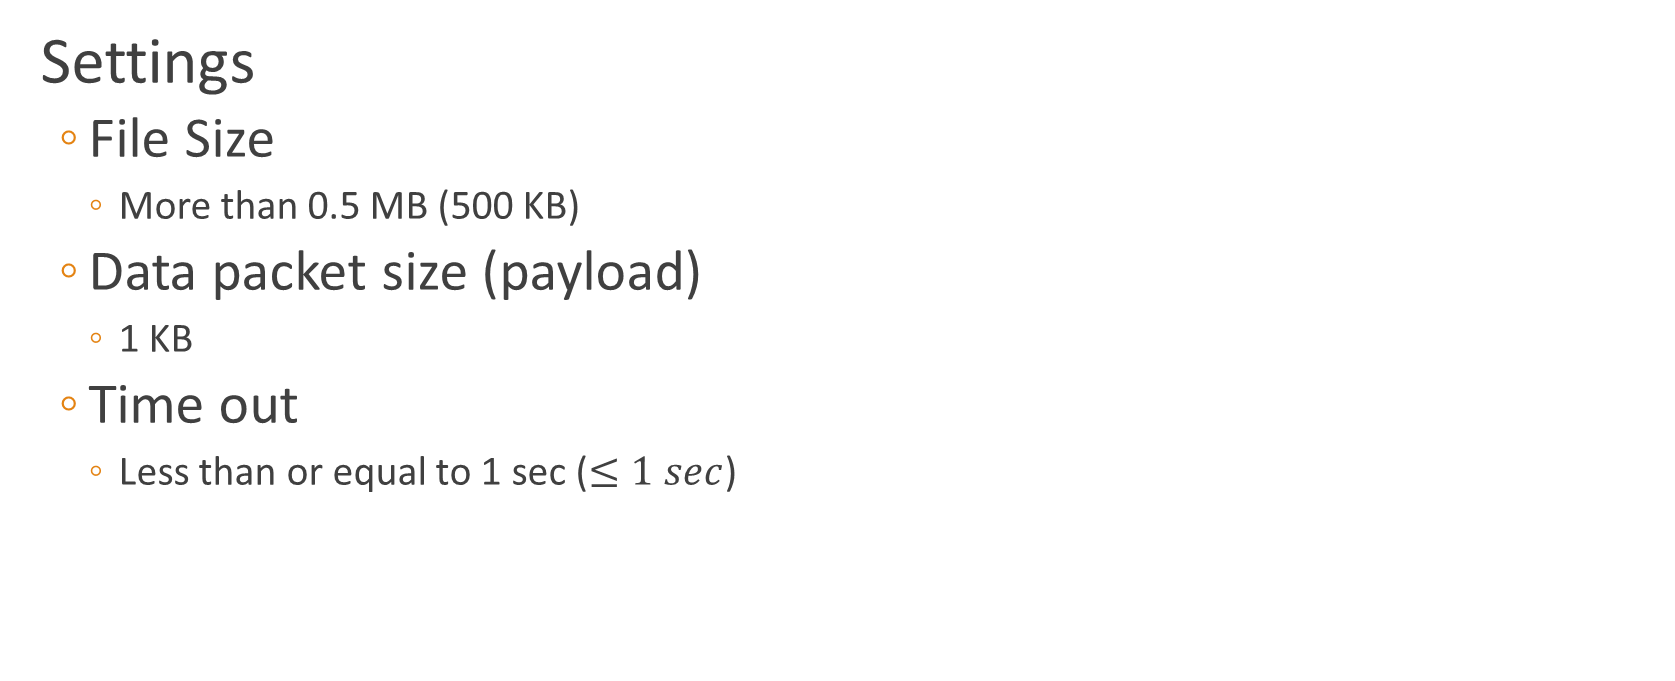 Settings
◦ File Size
◦ More than 0.5 MB (500 KB)
◦ Data packet size (payload)
◦ 1 KB
◦ Time out
◦ Less than or equal to 1 sec (≤ 1 sec)